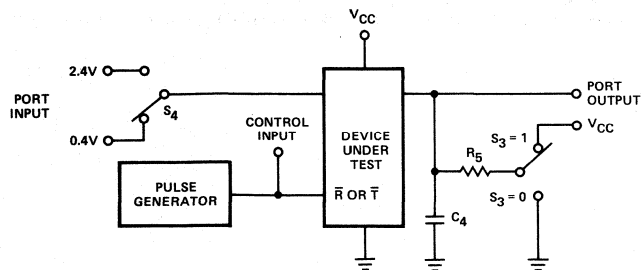 VCC
2.4V
PORT
INPUT
S4
0.4V
CONTROL
INPUT
DEVICE
UNDER
TEST
PORT
OUTPUT
S3 = 1
VCC
R5
PULSE
GENERATOR
R̅ OR T̅
S3 = 0
C4